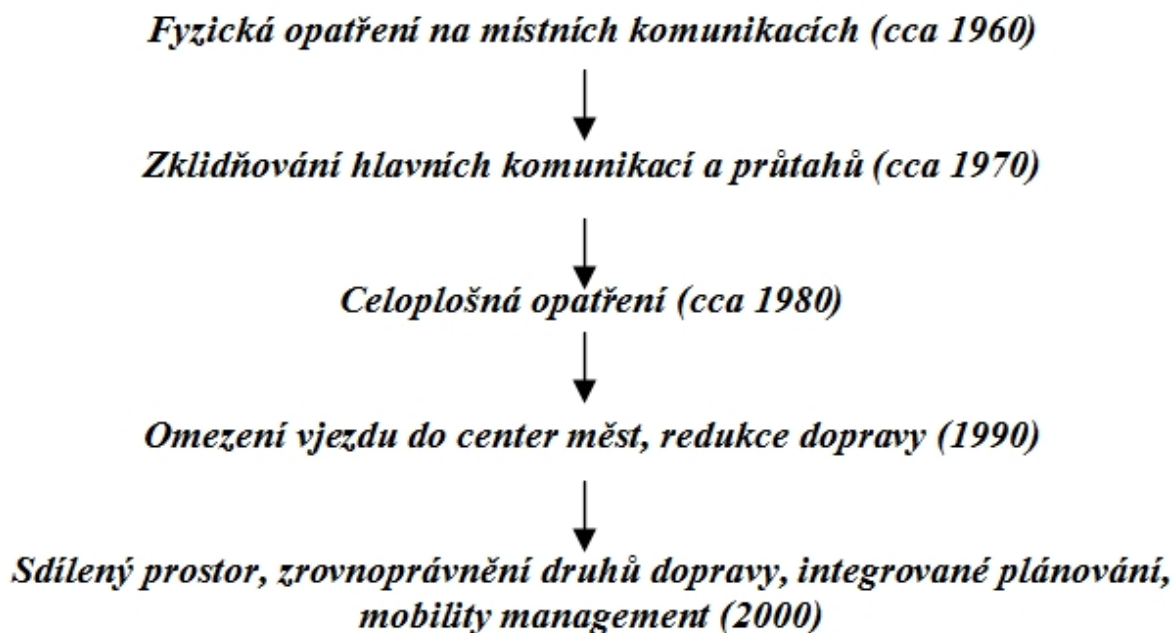 Fyzická opatření na místních komunikacích (cca 1960)
Zklidňování hlavních komunikací a průtahů (cca 1970)
Celoplošná opatření (cca 1980)
Omezení vjezdu do center měst, redukce dopravy (1990)
Sdílený prostor, zrovnoprávnění druhů dopravy, integrované plánování,
mobility management (2000)